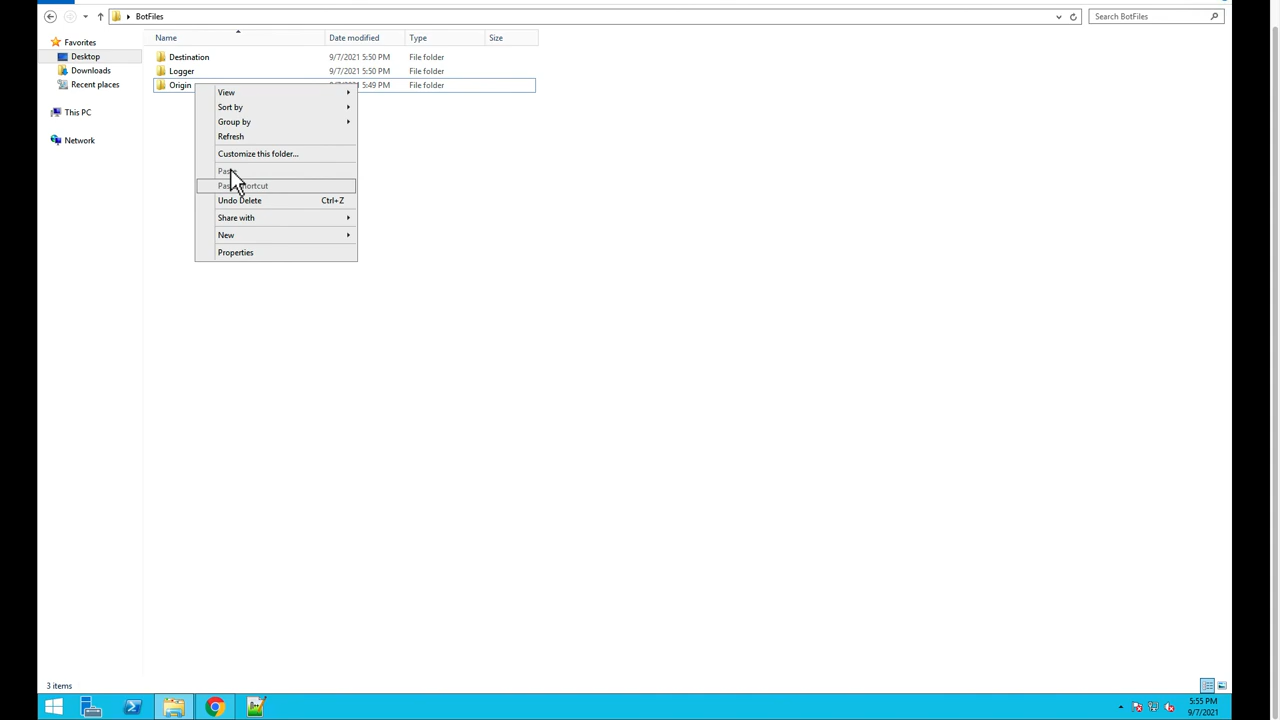 BotFiles
Search BotFiles
Name Date modified Type Size
Favorites
Desktop
Downloads
Recent places
This PC
Network
Destination 9/7/2021 5:50 PM File folder
Logger 9/7/2021 5:50 PM File folder
Origin 5:49 PM File folder
View
Sort by
Group by
Refresh
Customize this folder...
Undo Delete Ctrl+Z
Share with
New
Properties
3 items
5:55 PM
9/7/2021